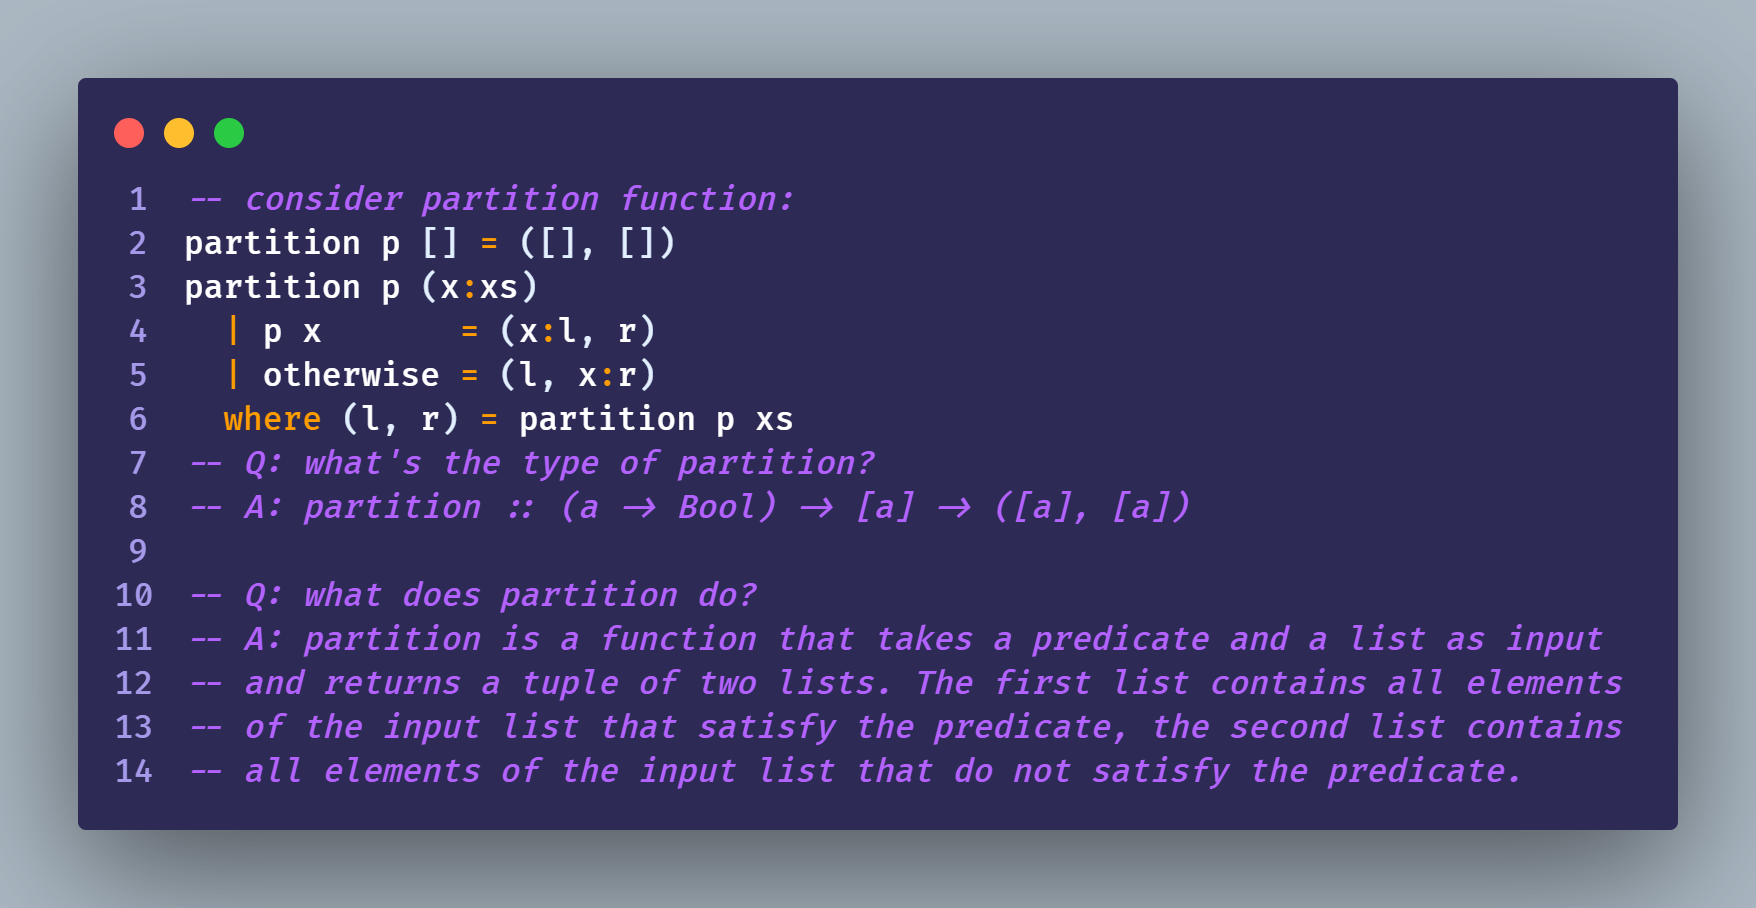 1 -- consider partition function:
2 partition p [] = ([], [])
3 partition p (x:xs)
4   | p x       = (x:l, r)
5   | otherwise = (l, x:r)
6   where (l, r) = partition p xs
7 -- Q: what's the type of partition?
8 -- A: partition :: (a -> Bool) -> [a] -> ([a], [a])
9
10 -- Q: what does partition do?
11 -- A: partition is a function that takes a predicate and a list as input
12 -- and returns a tuple of two lists. The first list contains all elements
13 -- of the input list that satisfy the predicate, the second list contains
14 -- all elements of the input list that do not satisfy the predicate.